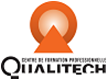 CENTRE DE FORMATION PROFESSIONNELLE
QUALITECH